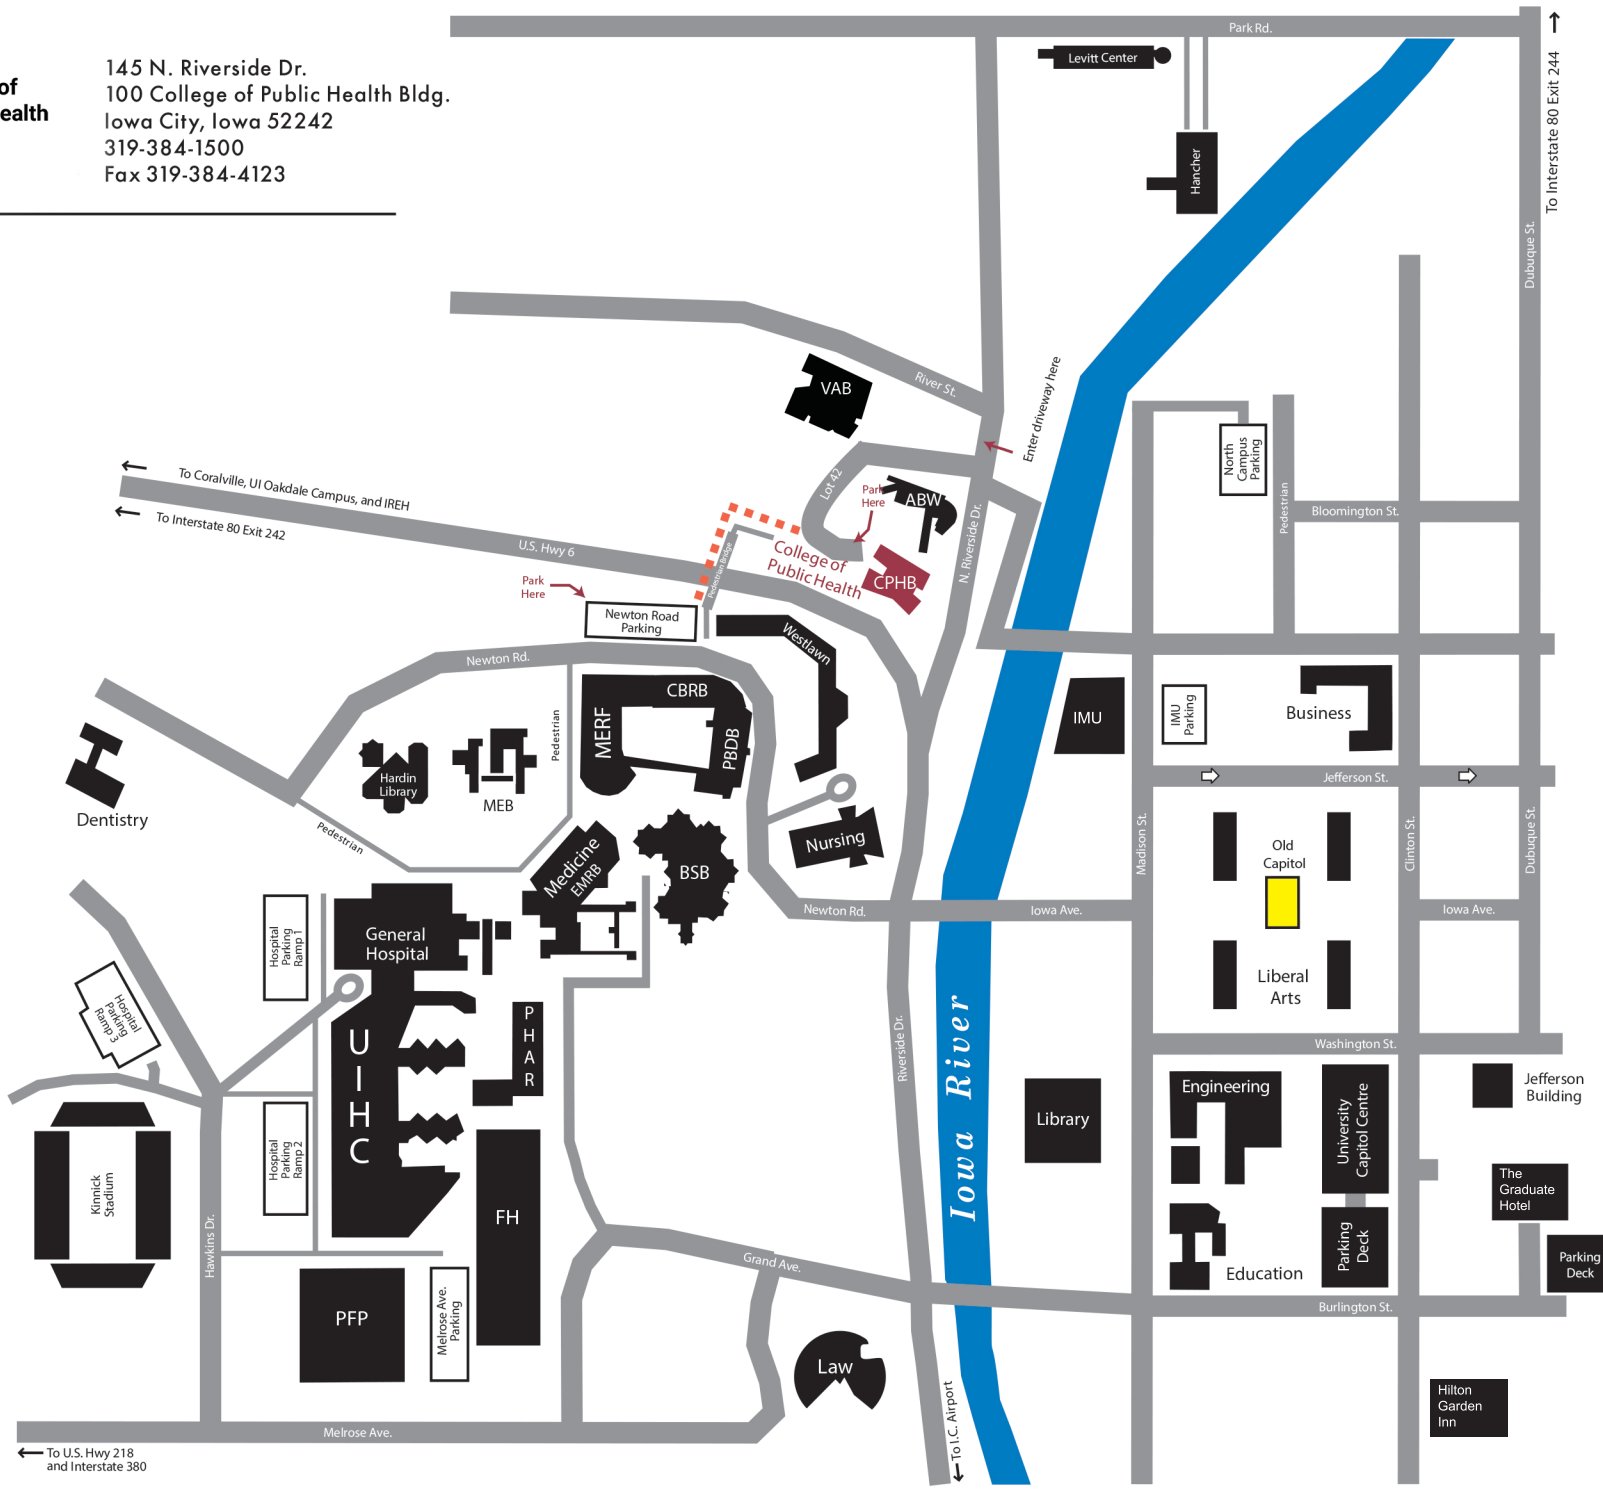 of
ealth
145 N. Riverside Dr.
100 College of Public Health Bldg.
Iowa City, Iowa 52242
319-384-1500
Fax 319-384-4123
Park Rd.
Levitt Center
Hancher
To Interstate 80 Exit 244
Dubuque St.
River St.
VAB
Enter driveway here
Lot 42
Park
Here
ABW
N. Riverside Dr.
College of
Public Health
CPHB
North
Campus
Parking
Pedestrian
Bloomington St.
To Coralville, UI Oakdale Campus, and IREH
To Interstate 80 Exit 242
U.S. Hwy 6
Pedestrian Bridge
Park
Here
Newton Road
Parking
Westlawn
Newton Rd.
CBRB
MERF
PBDB
Pedestrian
Hardin
Library
MEB
Dentistry
Pedestrian
IMU
IMU
Parking
Business
Jefferson St.
Nursing
Medicine
EMRB
BSB
Madison St.
Old
Capitol
Clinton St.
Dubuque St.
Newton Rd.
Iowa Ave.
Iowa Ave.
Hospital
Parking
Ramp 1
General
Hospital
Hospital
Parking
Ramp 3
Liberal
Arts
UIHC
PHAR
Riverside Dr.
Iowa River
Washington St.
Library
Engineering
University
Capitol Centre
Jefferson
Building
Hospital
Parking
Ramp 2
Kinnick
Stadium
Hawkins Dr.
FH
The
Graduate
Hotel
Grand Ave.
Education
Parking
Deck
Parking
Deck
PFP
Melrose Ave.
Parking
Burlington St.
Law
To I.C. Airport
Hilton
Garden
Inn
Melrose Ave.
To U.S. Hwy 218
and Interstate 380